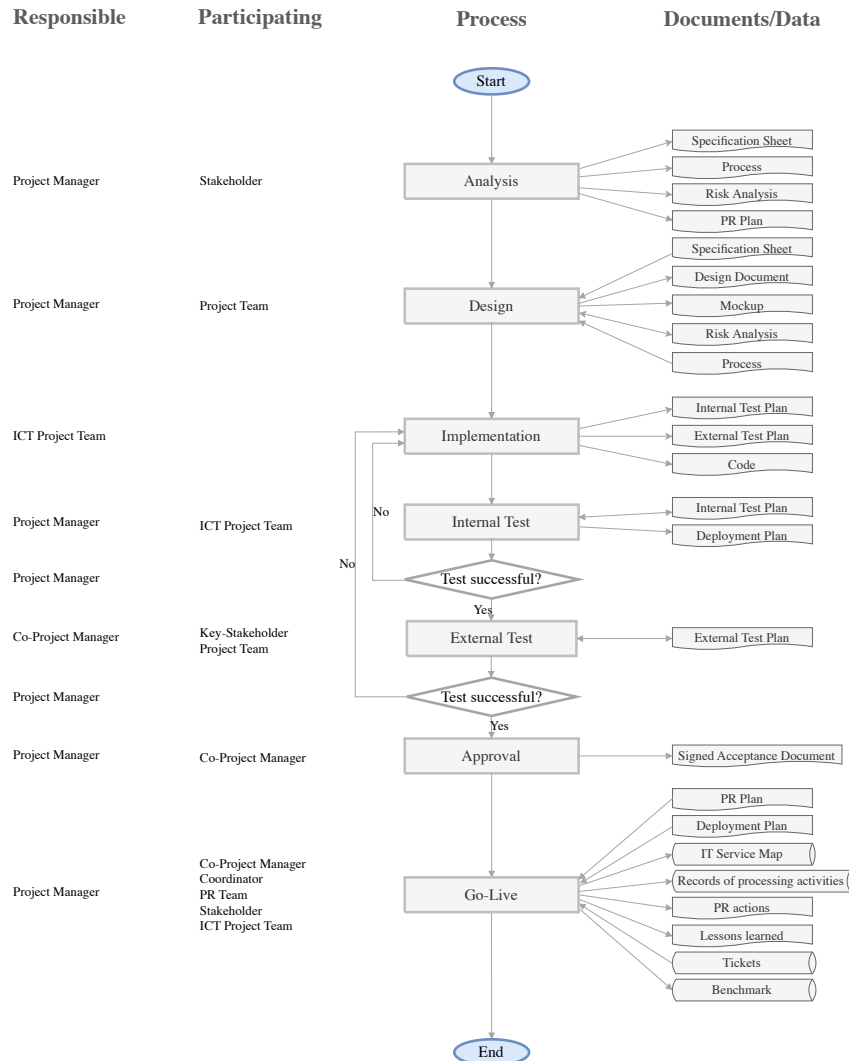 Responsible
Participating
Process
Documents/Data
Start
Specification Sheet
Process
Project Manager
Stakeholder
Analysis
Risk Analysis
PR Plan
Specification Sheet
Design Document
Project Manager
Project Team
Design
Mockup
Risk Analysis
Process
Internal Test Plan
ICT Project Team
Implementation
External Test Plan
Code
Internal Test Plan
Project Manager
ICT Project Team
No
Internal Test
Deployment Plan
No
Project Manager
Test successful?
Yes
Co-Project Manager
Key-Stakeholder
Project Team
External Test
External Test Plan
Project Manager
Test successful?
Yes
Project Manager
Co-Project Manager
Approval
Signed Acceptance Document
PR Plan
Deployment Plan
IT Service Map
Project Manager
Co-Project Manager
Coordinator
PR Team
Stakeholder
ICT Project Team
Go-Live
Records of processing activities
PR actions
Lessons learned
Tickets
Benchmark
End